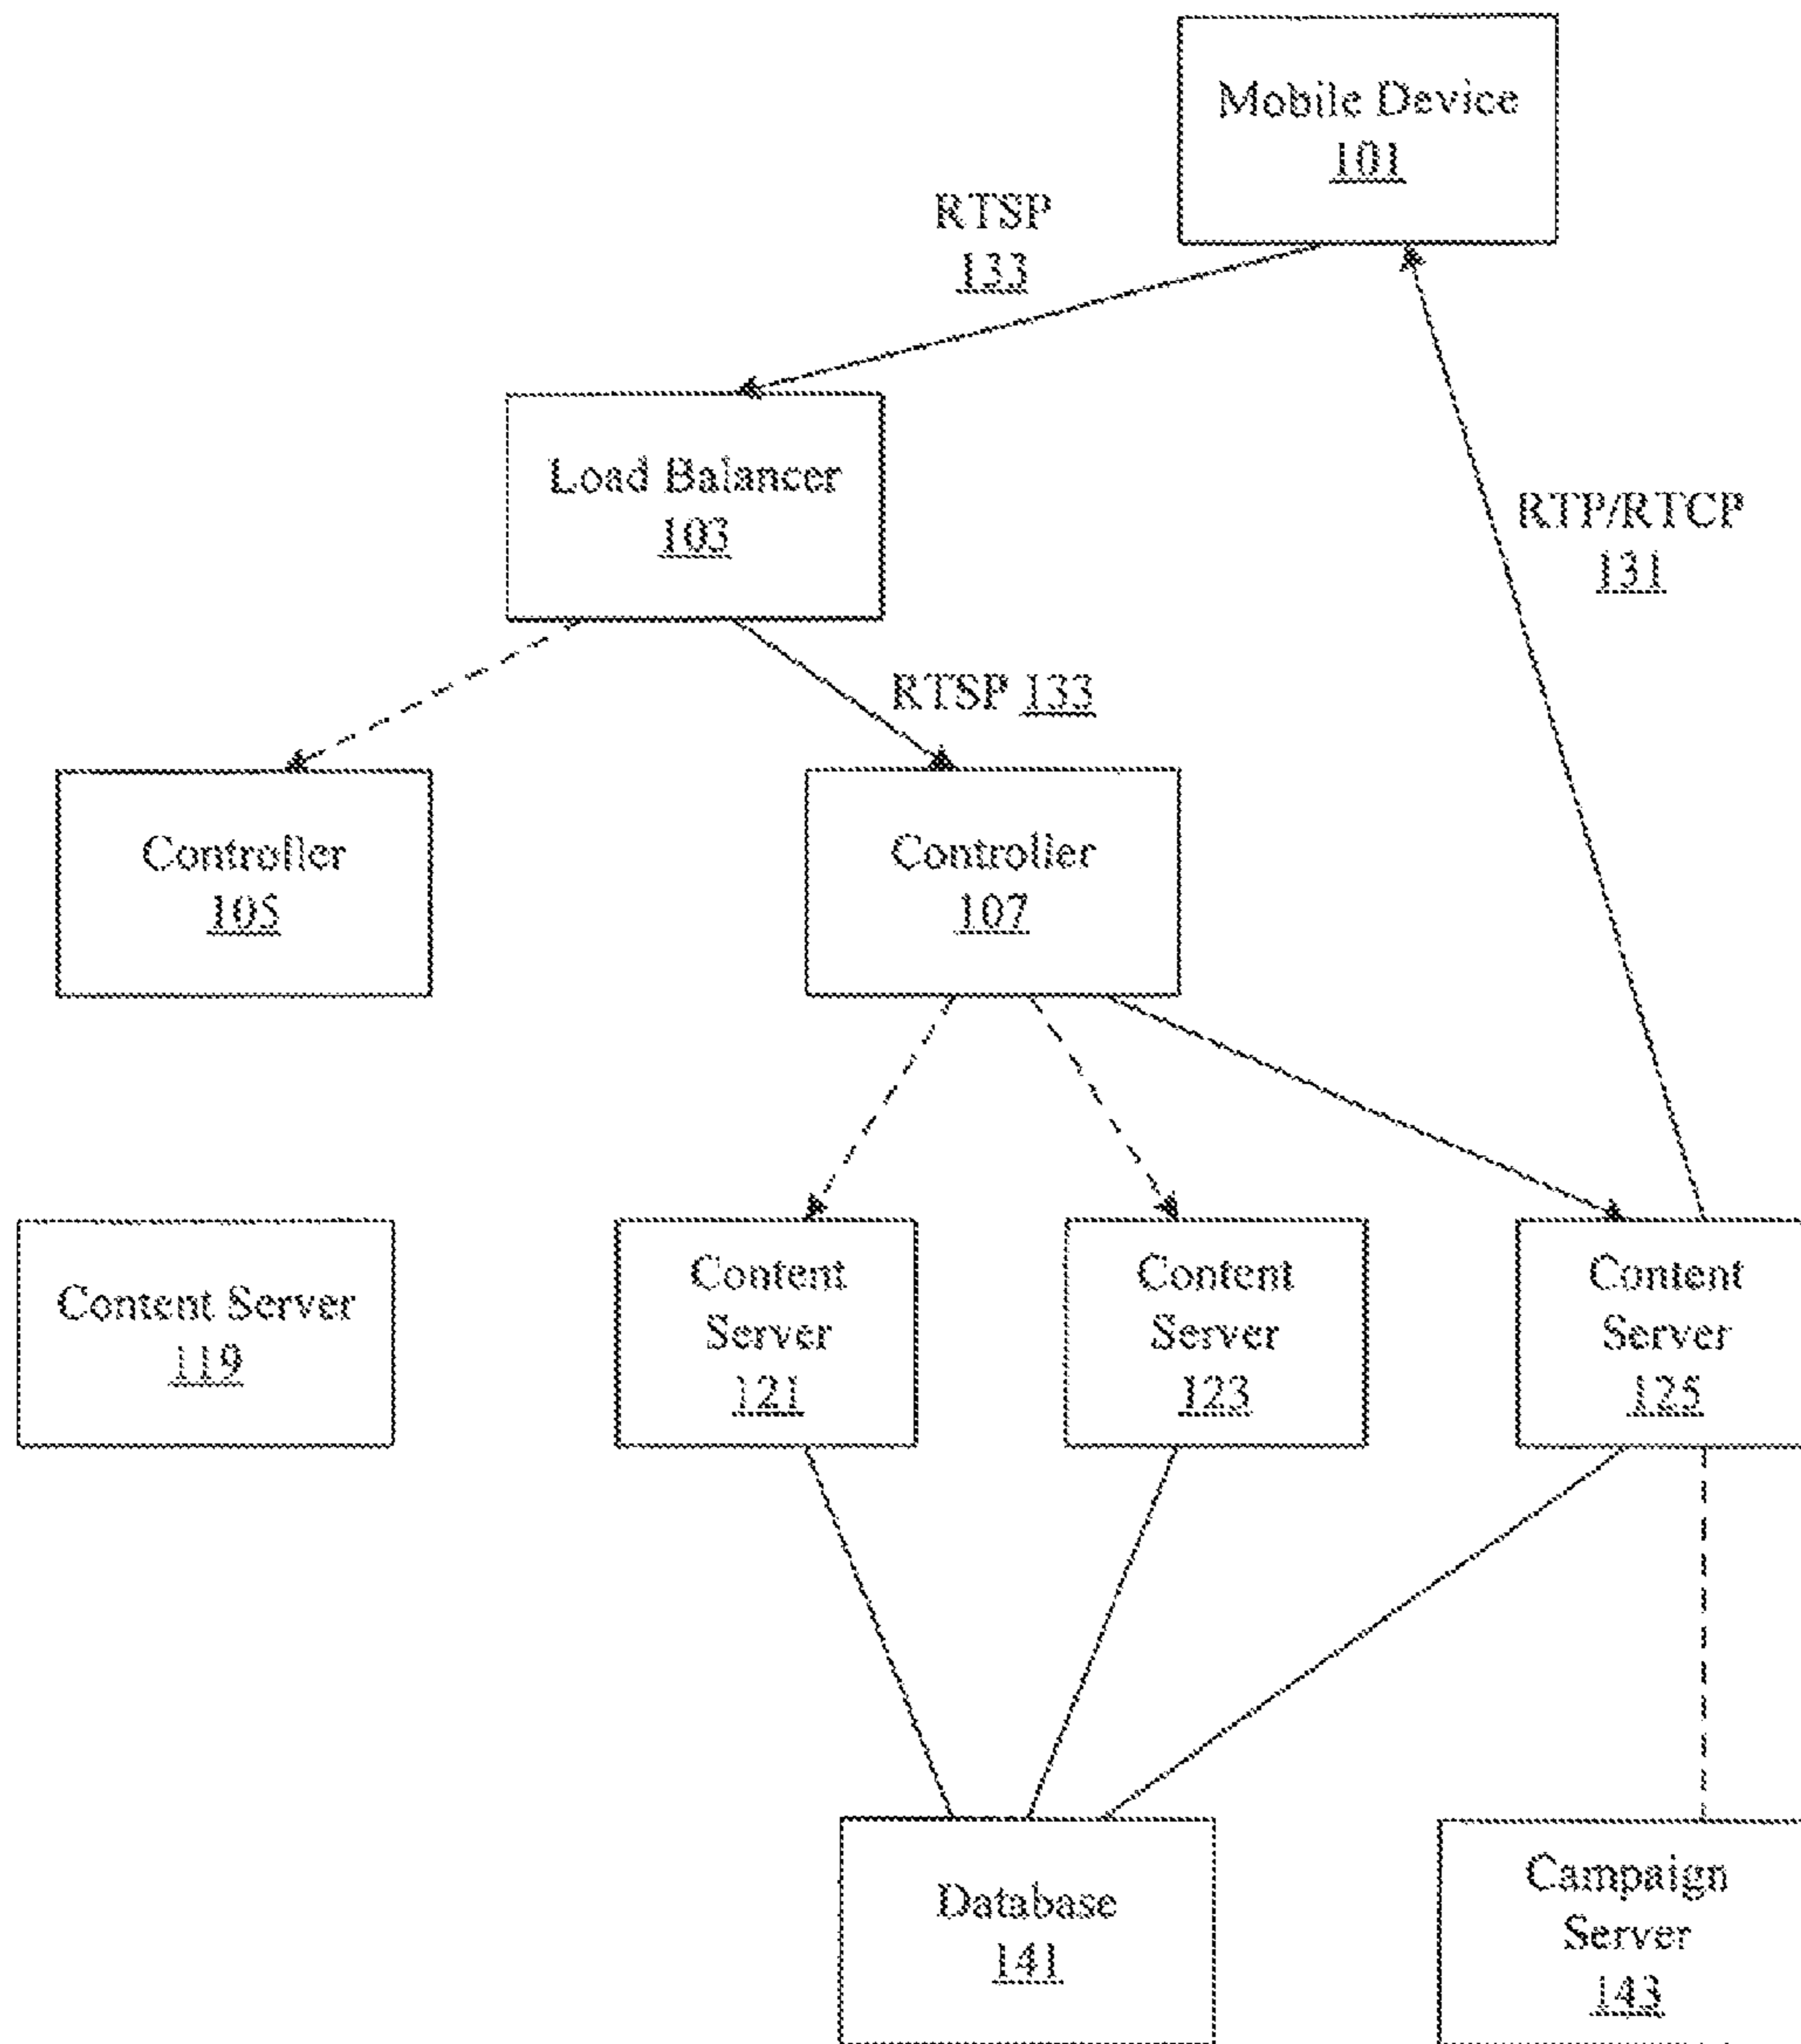 Mobile Device
101
RTSP
133
Load Balancer
103
RTP/RTCP
131
RTSP 133
Controller
105
Controller
107
Content Server
119
Content
Server
121
Content
Server
123
Content
Server
125
Database
141
Campaign
Server
143